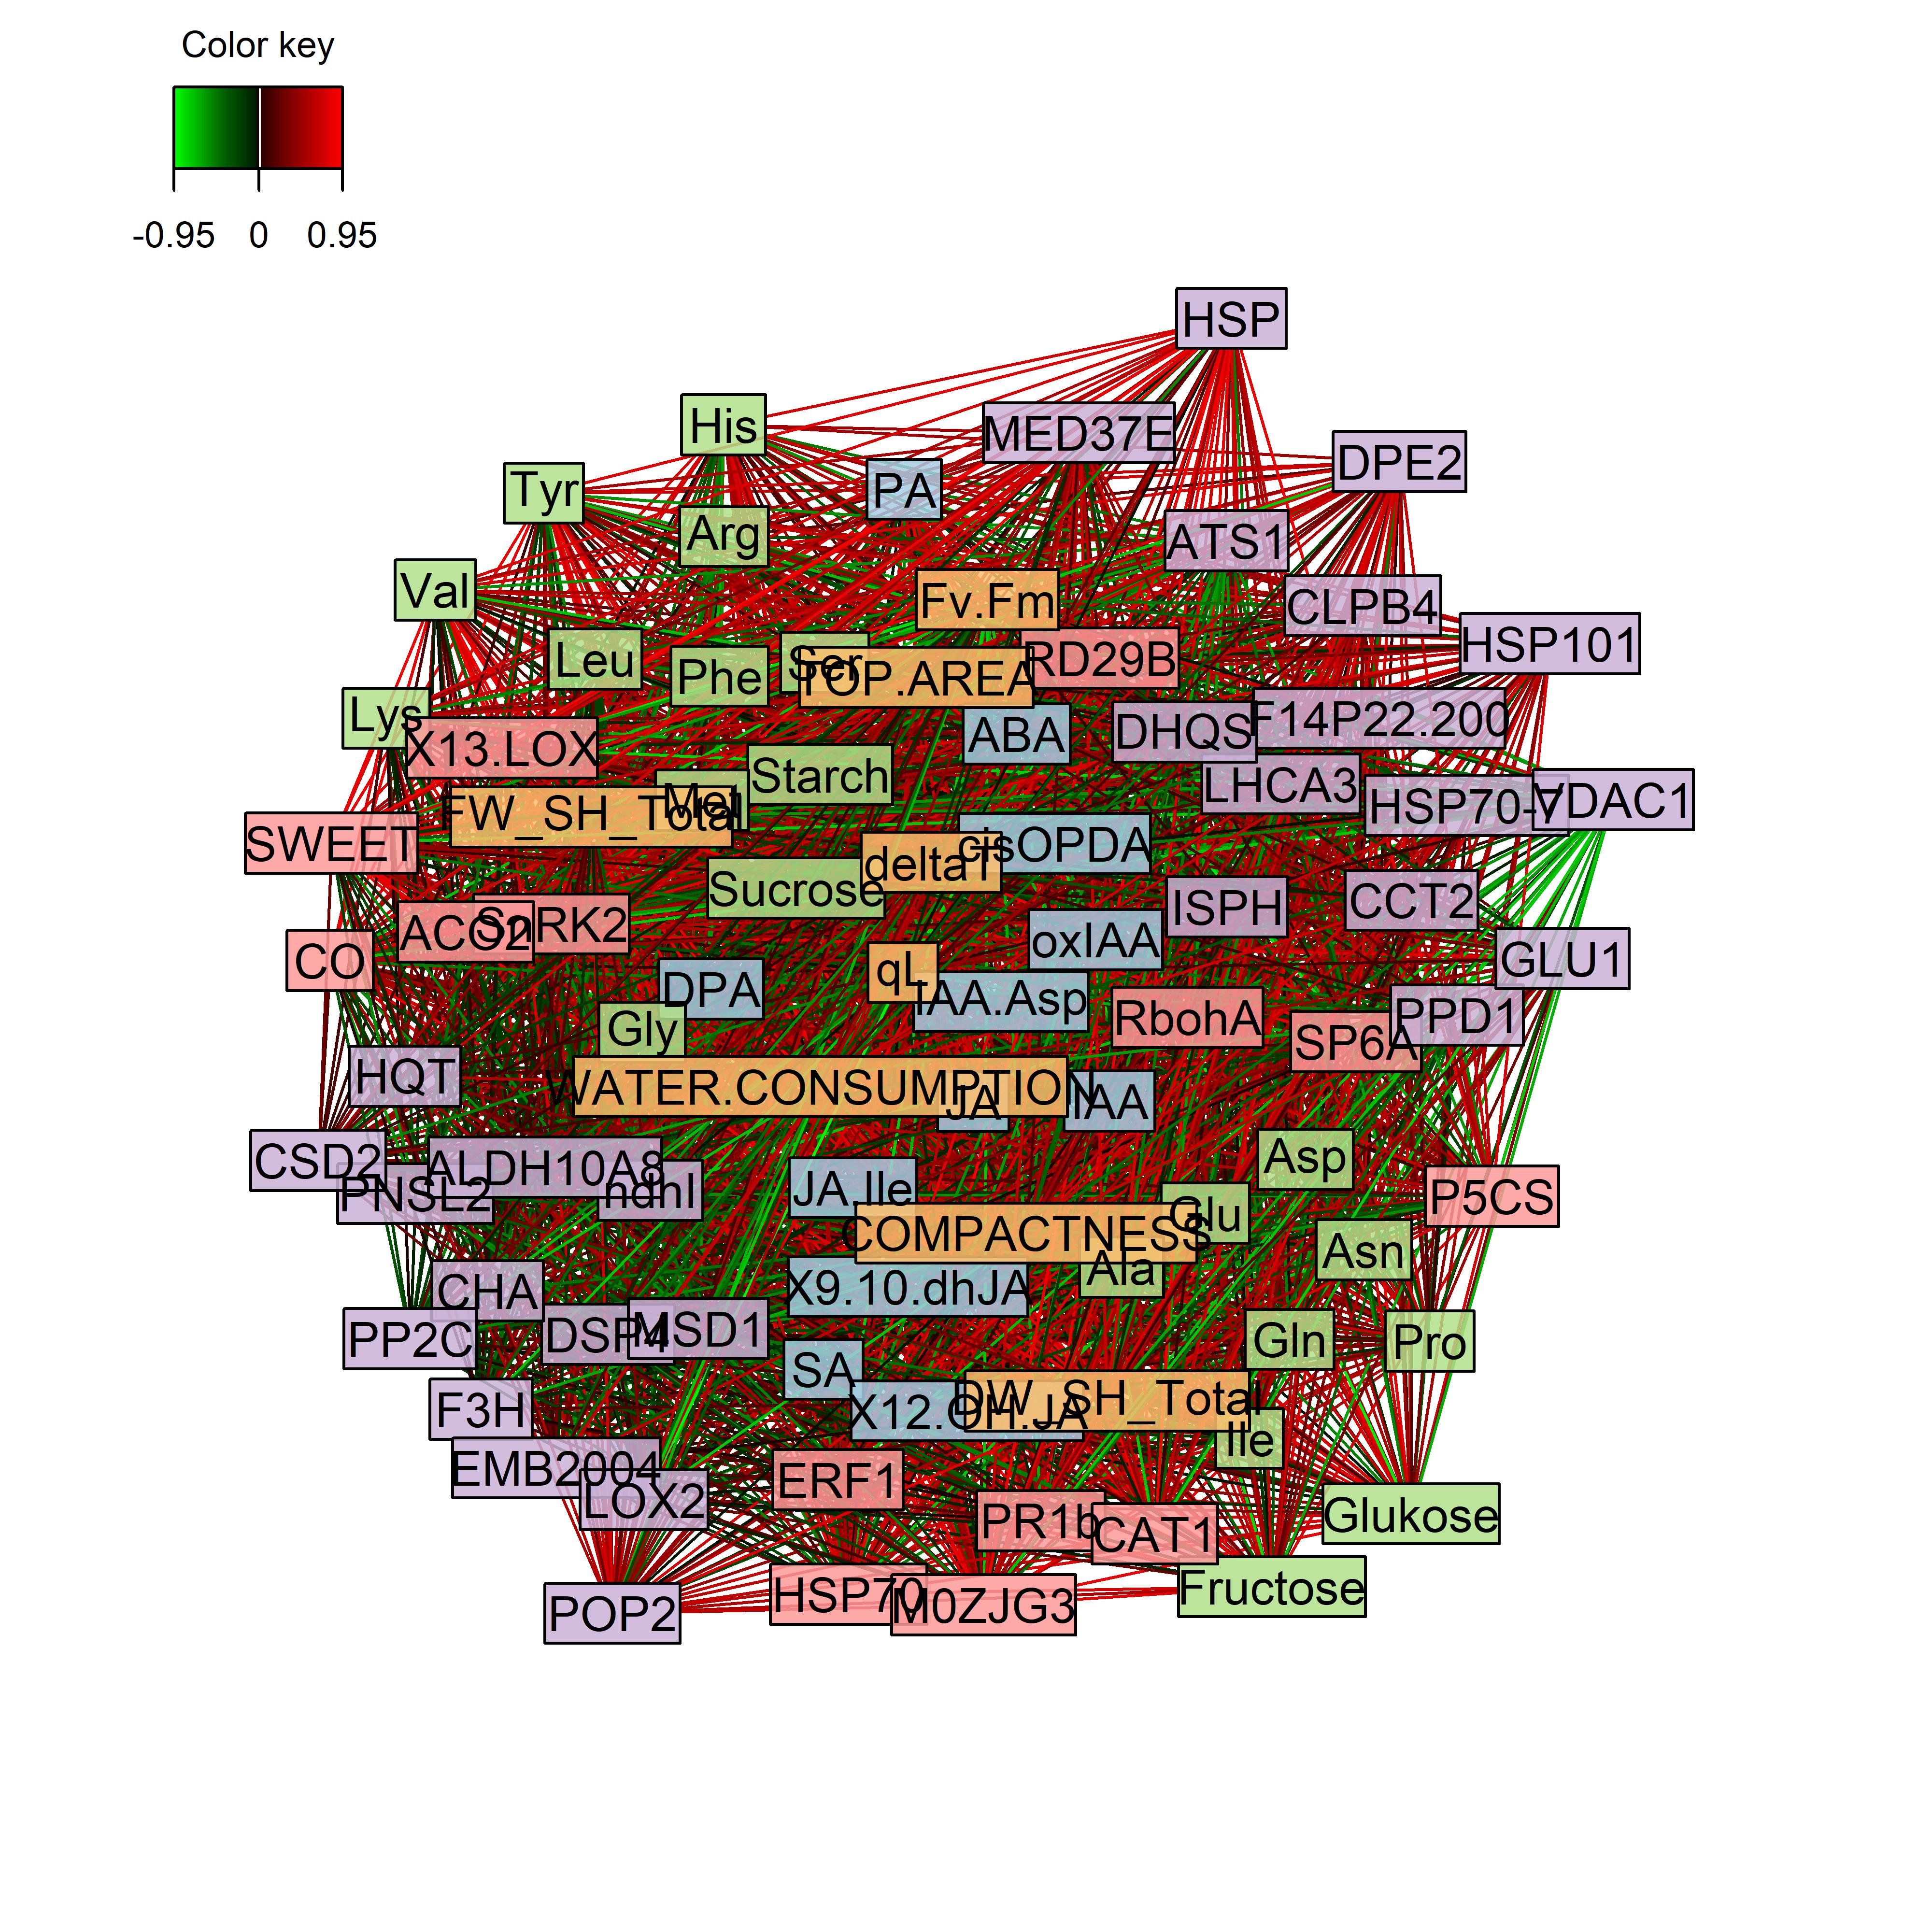 Color key
-0.95 0 0.95
HSP
His
MED37E
DPE2
PA
Tyr
Arg
ATS1
Val
Fv.Fm
CLPB4
HSP101
Leu
Phe
Ser
TOP.AREA
RD29B
Lys
X13.LOX
ABA
DHQS
F14P22.200
Starch
LHCA3
HSP70-7
VDAC1
Met
FW_SH_Total
SWEET
deltaT
cisOPDA
Sucrose
ISPH
CCT2
ACO2
SnRK2
oxIAA
CO
qL
GLU1
DPA
IAA.Asp
Gly
RbohA
SP6A
PPD1
HQT
WATER.CONSUMPTION
JA
IAA
CSD2
PNSL2
ALDH10A8
ndhI
JA.Ile
Asp
P5CS
COMPACTNESS
Glu
Asn
Ala
CHA
X9.10.dhJA
PP2C
DSP4
MSD1
Gln
Pro
SA
F3H
X12.OH.JA
DW_SH_Total
Ile
EMB2004
LOX2
ERF1
PR1b
CAT1
Glukose
HSP70
M0ZJG3
Fructose
POP2